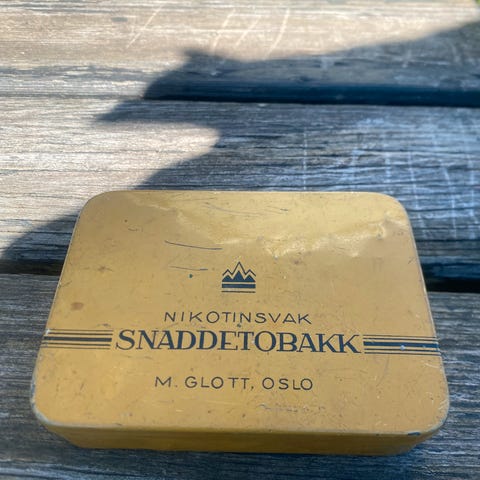 NIKOTINSVAK
SNADDETOBAKK
M. GLOTT, OSLO